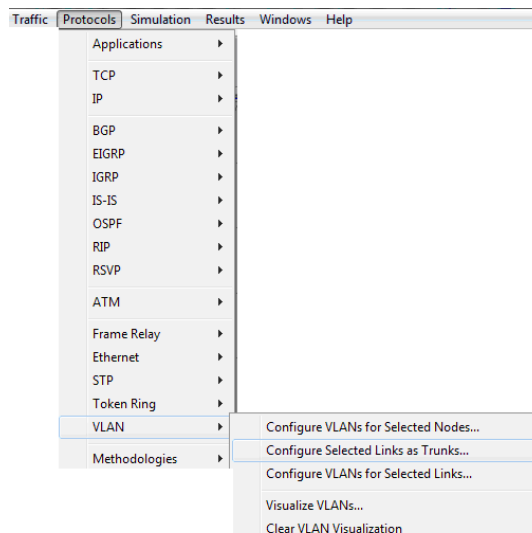 Traffic Protocols Simulation Results Windows Help
Applications
TCP
IP
BGP
EIGRP
IGRP
IS-IS
OSPF
RIP
RSVP
ATM
Frame Relay
Ethernet
STP
Token Ring
VLAN
Methodologies
Configure VLANs for Selected Nodes...
Configure Selected Links as Trunks...
Configure VLANs for Selected Links...
Visualize VLANs...
Clear VLAN Visualization